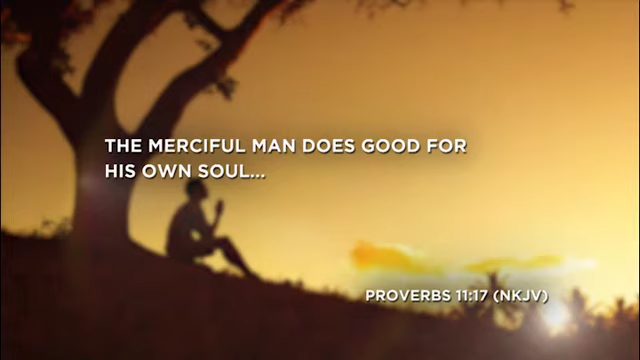 THE MERCIFUL MAN DOES GOOD FOR
HIS OWN SOUL...
PROVERBS 11:17 (NKJV)